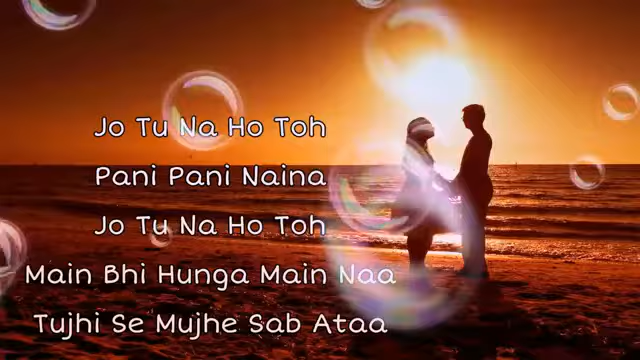 Jo Tu Na Ho Toh
Pani Pani Naina
Jo Tu Na Ho Toh
Main Bhi Hunga Main Naa
Tujhi Se Mujhe Sab Ataa